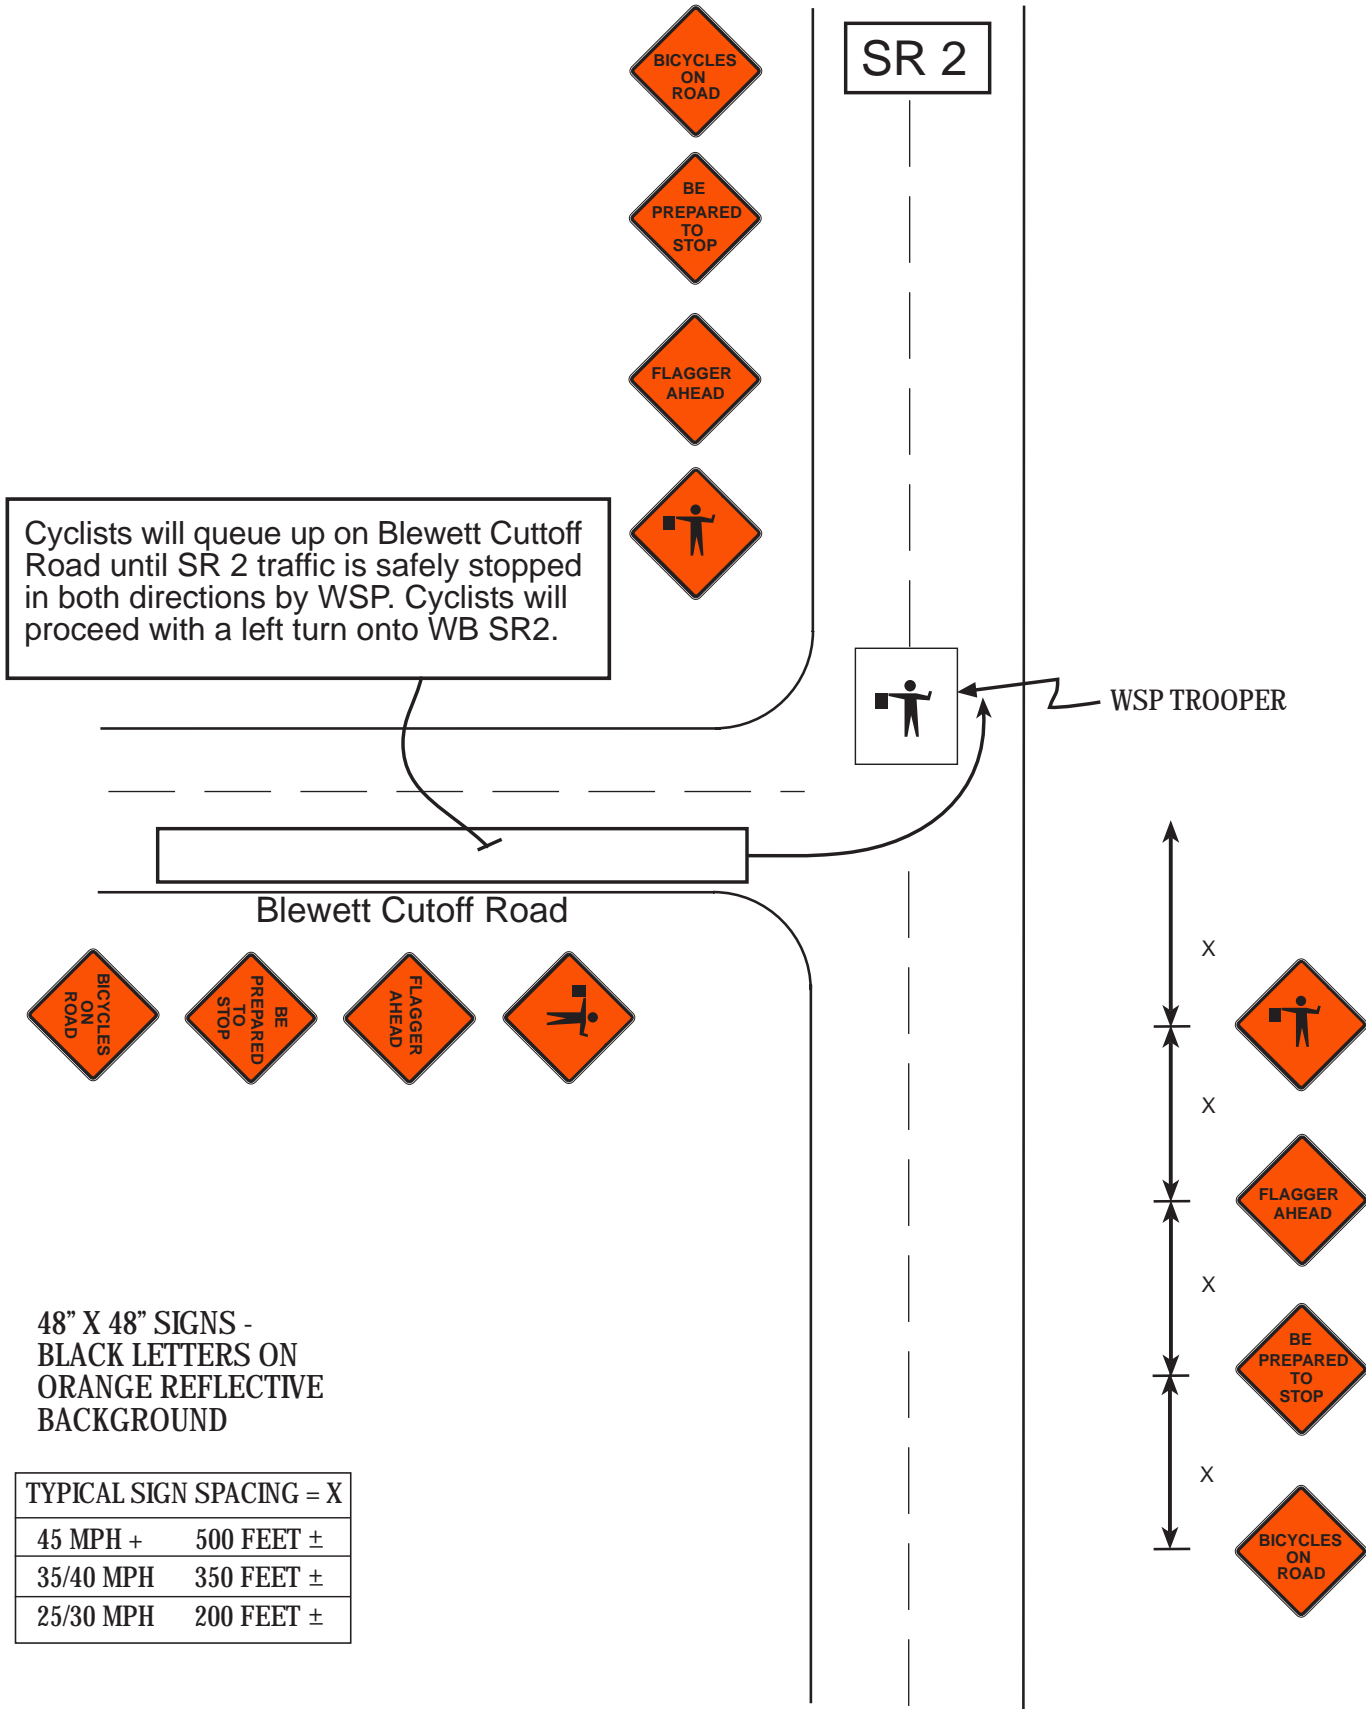 SR 2
BICYCLES
ON
ROAD
BE
PREPARED
TO
STOP
FLAGGER
AHEAD
Cyclists will queue up on Blewett Cuttoff
Road until SR 2 traffic is safely stopped
in both directions by WSP. Cyclists will
proceed with a left turn onto WB SR2.
WSP TROOPER
Blewett Cutoff Road
BICYCLES
ON
ROAD
BE
PREPARED
TO
STOP
FLAGGER
AHEAD
X
X
FLAGGER
AHEAD
X
BE
PREPARED
TO
STOP
X
BICYCLES
ON
ROAD
48” X 48” SIGNS -
BLACK LETTERS ON
ORANGE REFLECTIVE
BACKGROUND
TYPICAL SIGN SPACING = X
45 MPH + 500 FEET ±
35/40 MPH 350 FEET ±
25/30 MPH 200 FEET ±